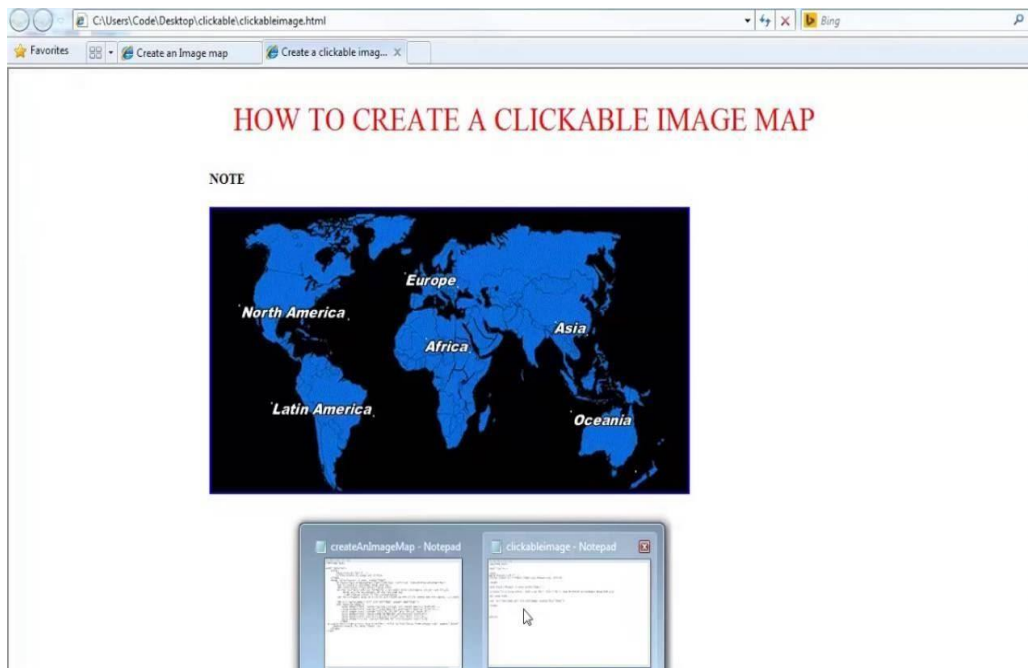 C:\Users\Code\Desktop\clickable\clickableimage.html
Bing
Favorites
Create an Image map
Create a clickable imag...
HOW TO CREATE A CLICKABLE IMAGE MAP
NOTE
Europe
North America
Asia
Africa
Latin America
Oceania
createAnImageMap - Notepad
clickableimage - Notepad